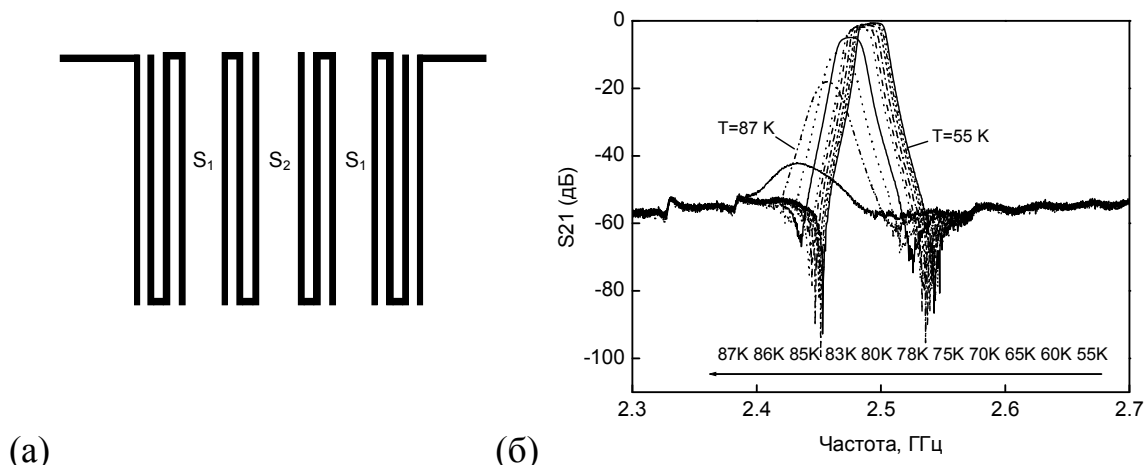 S₁ S₂ S₁
(а)
0
-20
-40
-60
-80
-100
S21 (дБ)
T=87 K
T=55 K
87K 86K 85K 83K 80K 78K 75K 70K 65K 60K 55K
2.3 2.4 2.5 2.6 2.7
Частота, ГГц
(б)